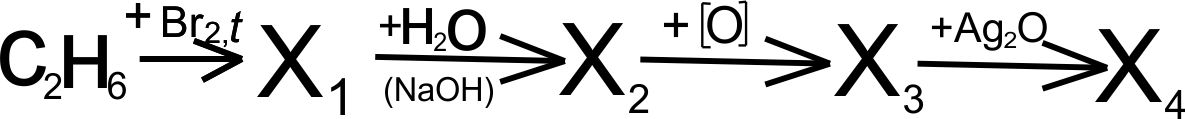 C₂H₆ + Br₂,t → X₁ +H₂O (NaOH) → X₂ + [O] → X₃ +Ag₂O → X₄